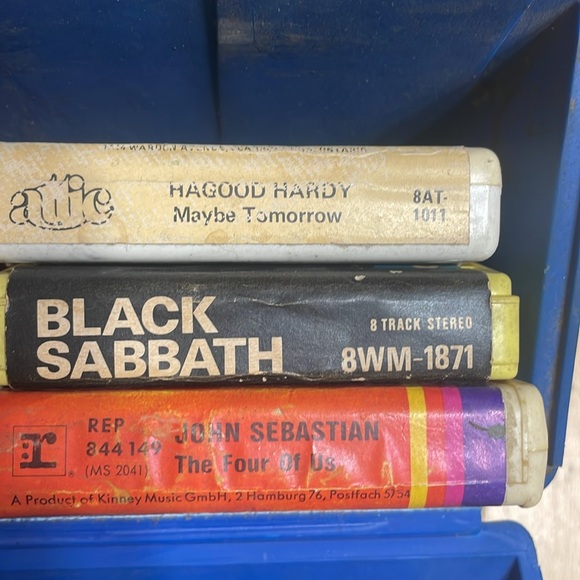 attic
HAGOOD HARDY
Maybe Tomorrow
8AT-
1011
BLACK
SABBATH
8 TRACK STEREO
8WM-1871
r
REP
844 149
(MS 2041)
JOHN SEBASTIAN
The Four Of Us
A Product of Kinney Music GmbH, 2 Hamburg 76, Postfach 5254